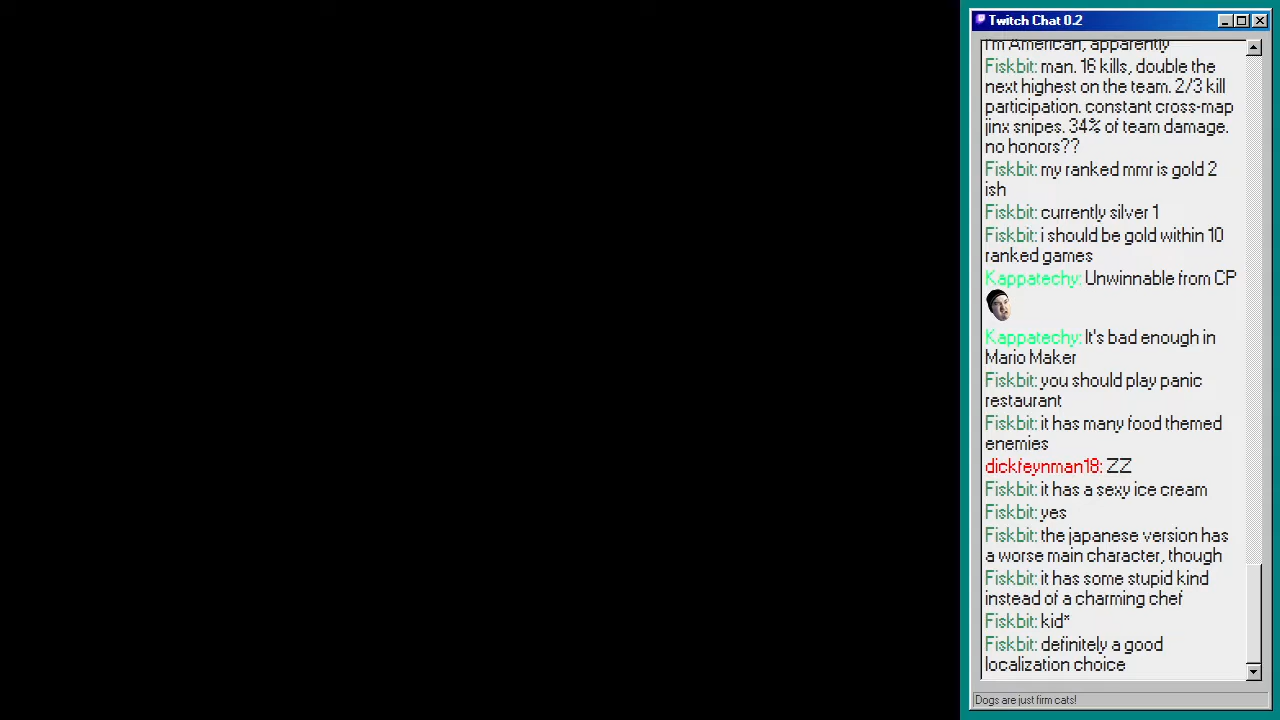 Twitch Chat 0.2
I'm American, apparently
Fiskbit: man. 16 kills, double the
next highest on the team. 2/3 kill
participation. constant cross-map
jinx snipes. 34% of team damage.
no honors??
Fiskbit: my ranked mmr is gold 2
ish
Fiskbit: currently silver 1
Fiskbit: i should be gold within 10
ranked games
Kappatechy: Unwinnable from CP
Kappatechy: It's bad enough in
Mario Maker
Fiskbit: you should play panic
restaurant
Fiskbit: it has many food themed
enemies
dickfeynman18: ZZ
Fiskbit: it has a sexy ice cream
Fiskbit: yes
Fiskbit: the japanese version has
a worse main character, though
Fiskbit: it has some stupid kind
instead of a charming chef
Fiskbit: kid*
Fiskbit: definitely a good
localization choice
Dogs are just firm cats!